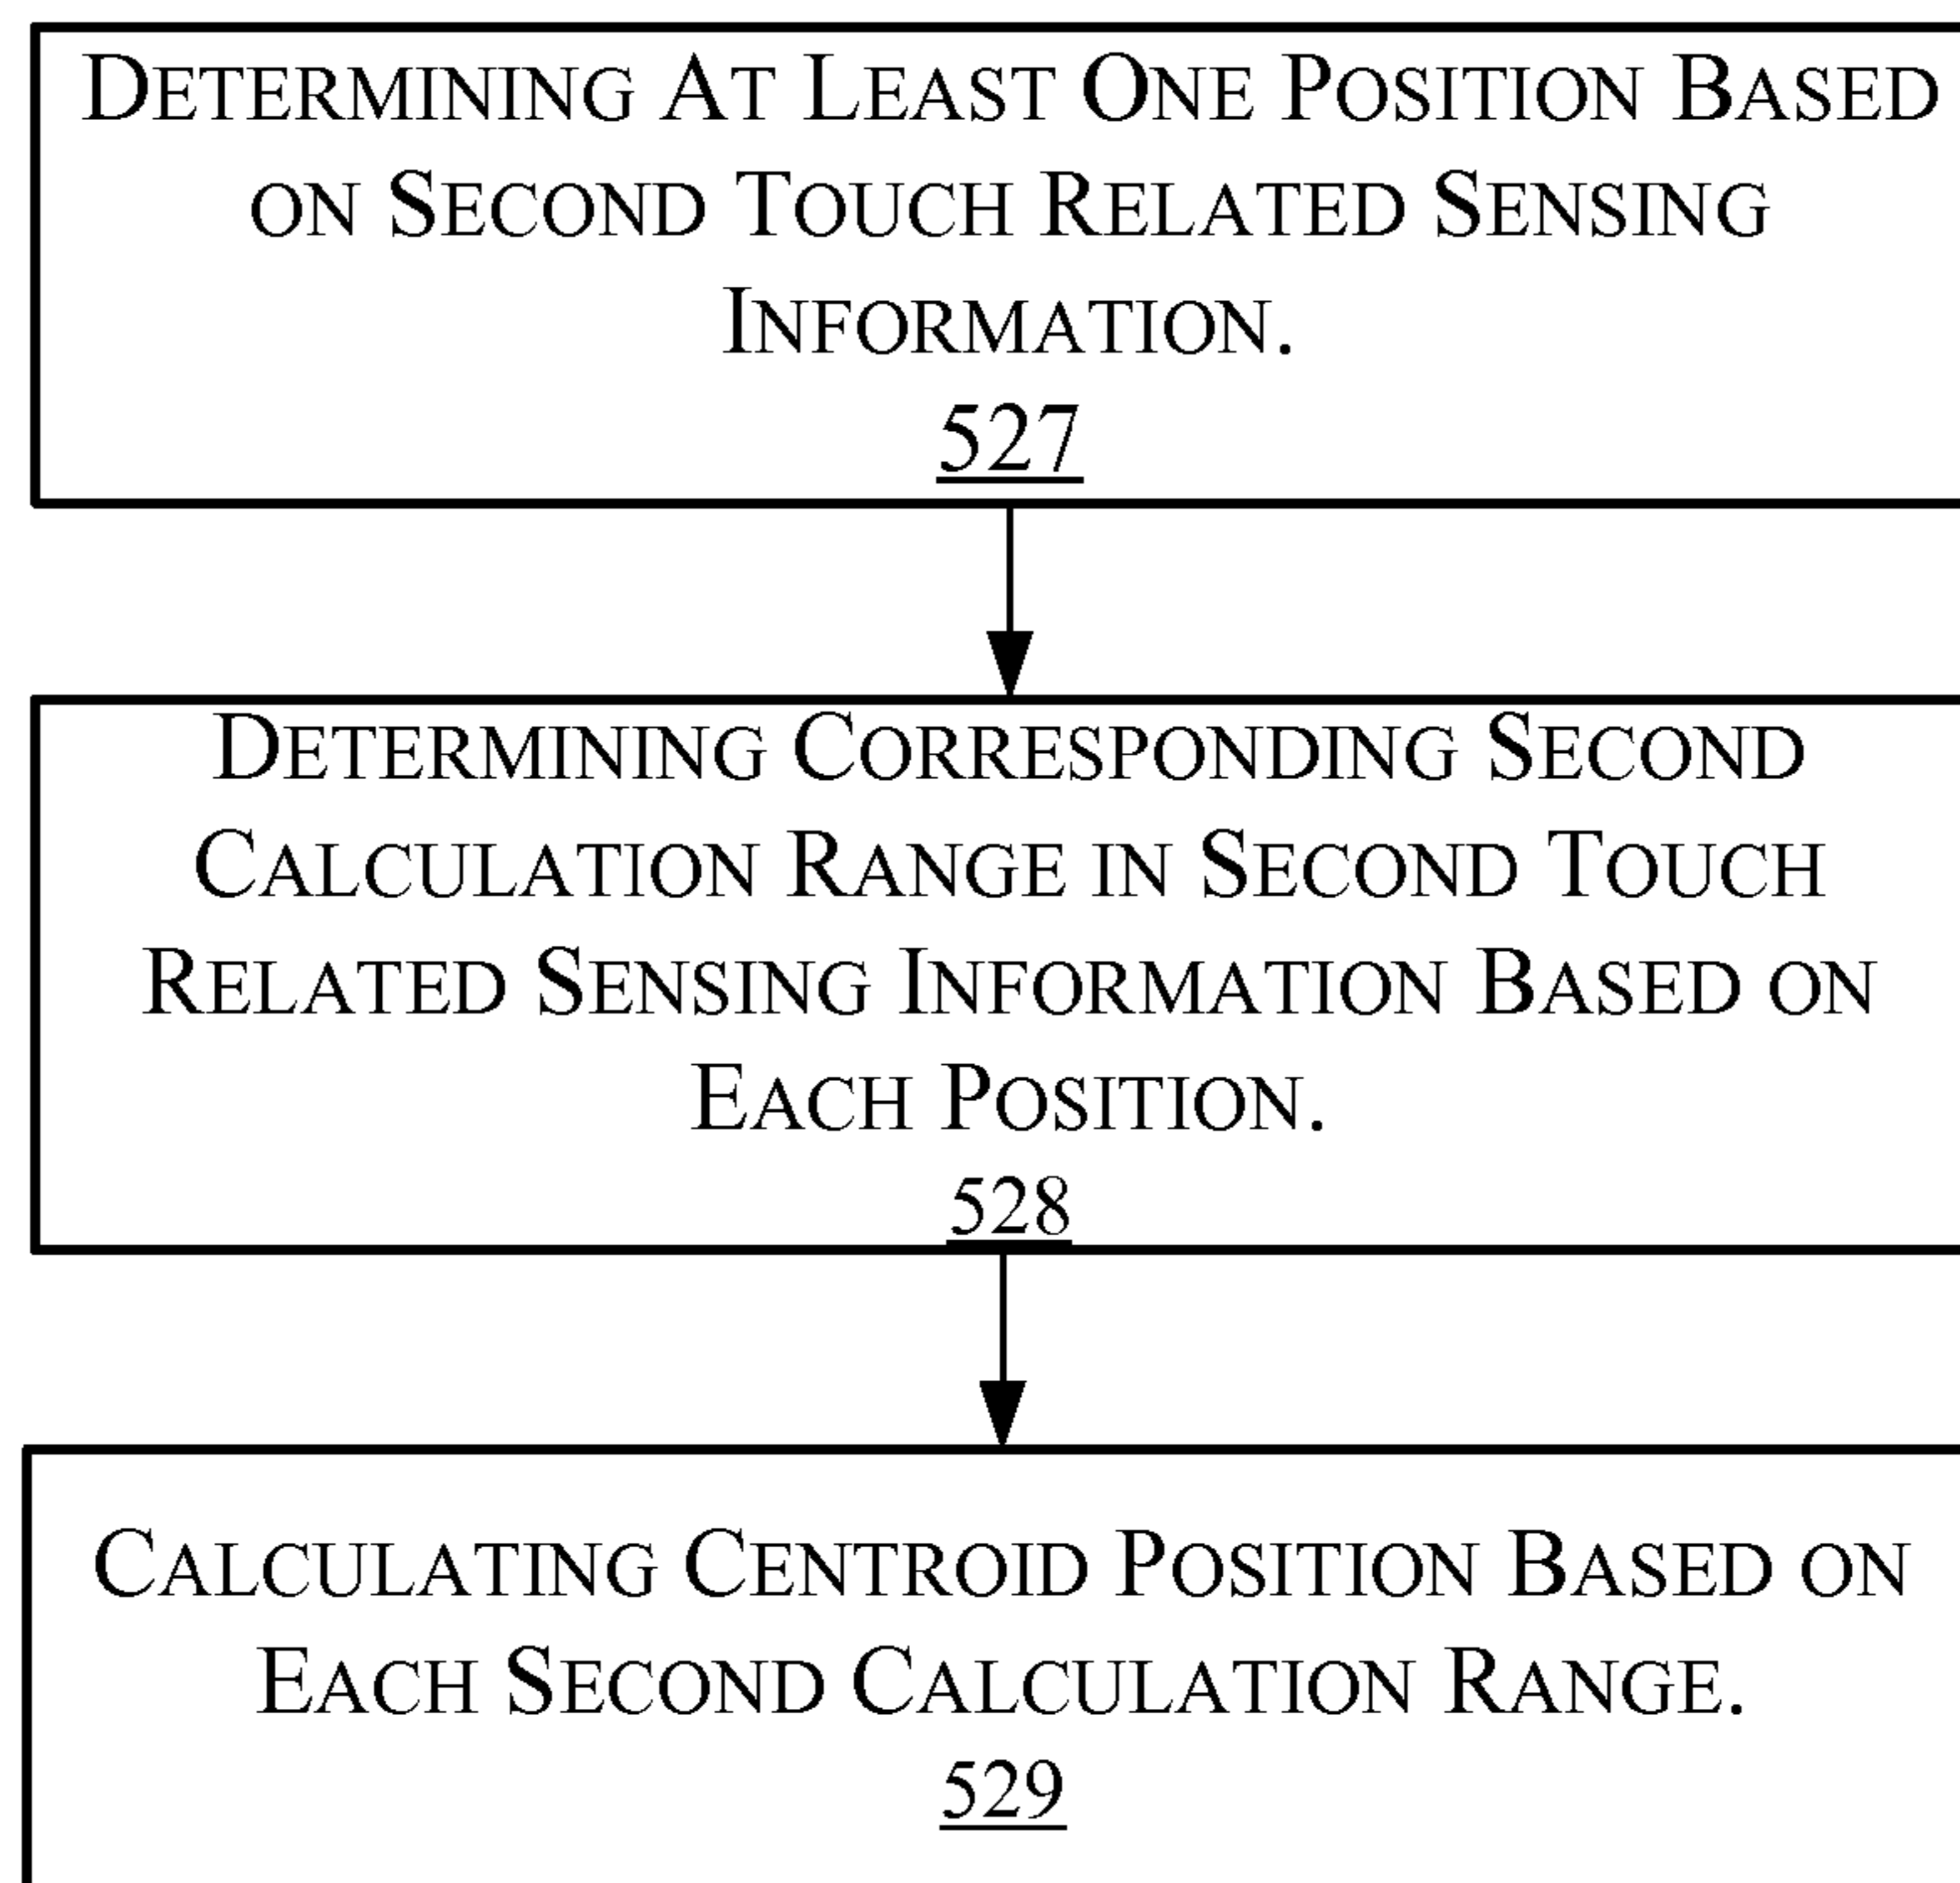 DETERMINING AT LEAST ONE POSITION BASED
ON SECOND TOUCH RELATED SENSING
INFORMATION.
527
DETERMINING CORRESPONDING SECOND
CALCULATION RANGE IN SECOND TOUCH
RELATED SENSING INFORMATION BASED ON
EACH POSITION.
528
CALCULATING CENTROID POSITION BASED ON
EACH SECOND CALCULATION RANGE.
529